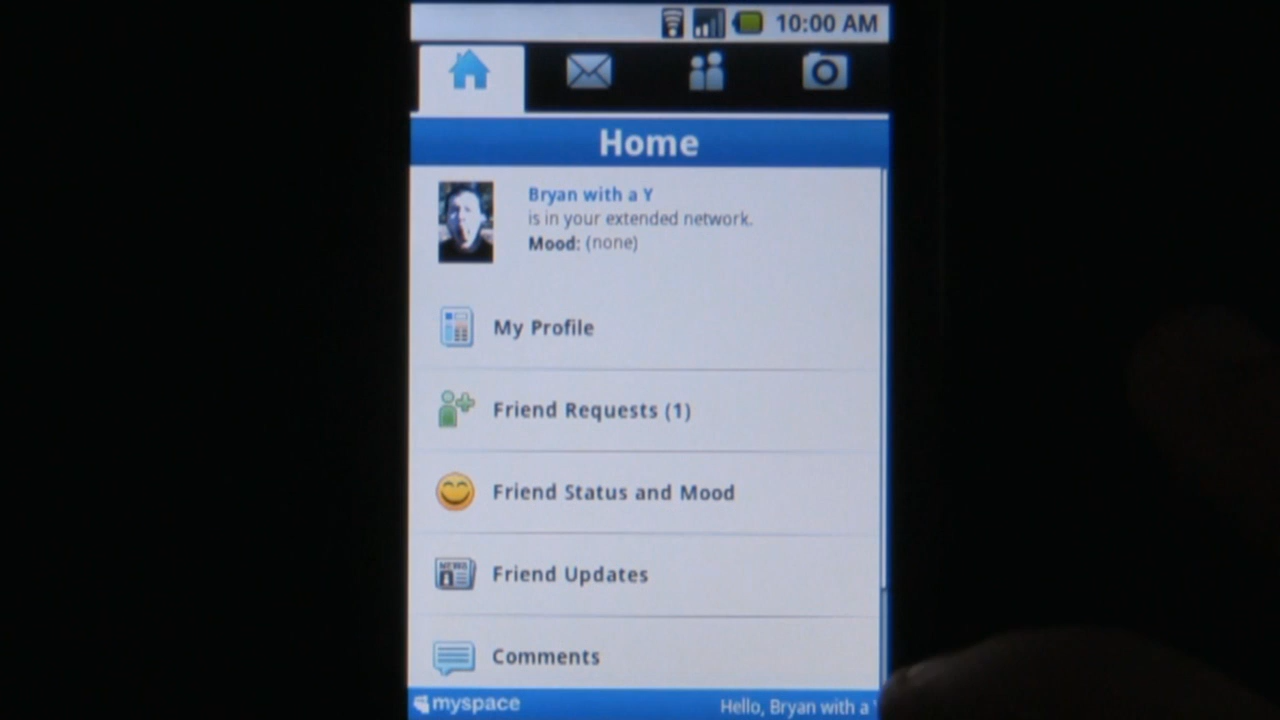 10:00 AM
Home
Bryan with a Y
is in your extended network.
Mood: (none)
My Profile
Friend Requests (1)
Friend Status and Mood
NEWS
Friend Updates
Comments
myspace
Hello, Bryan with a